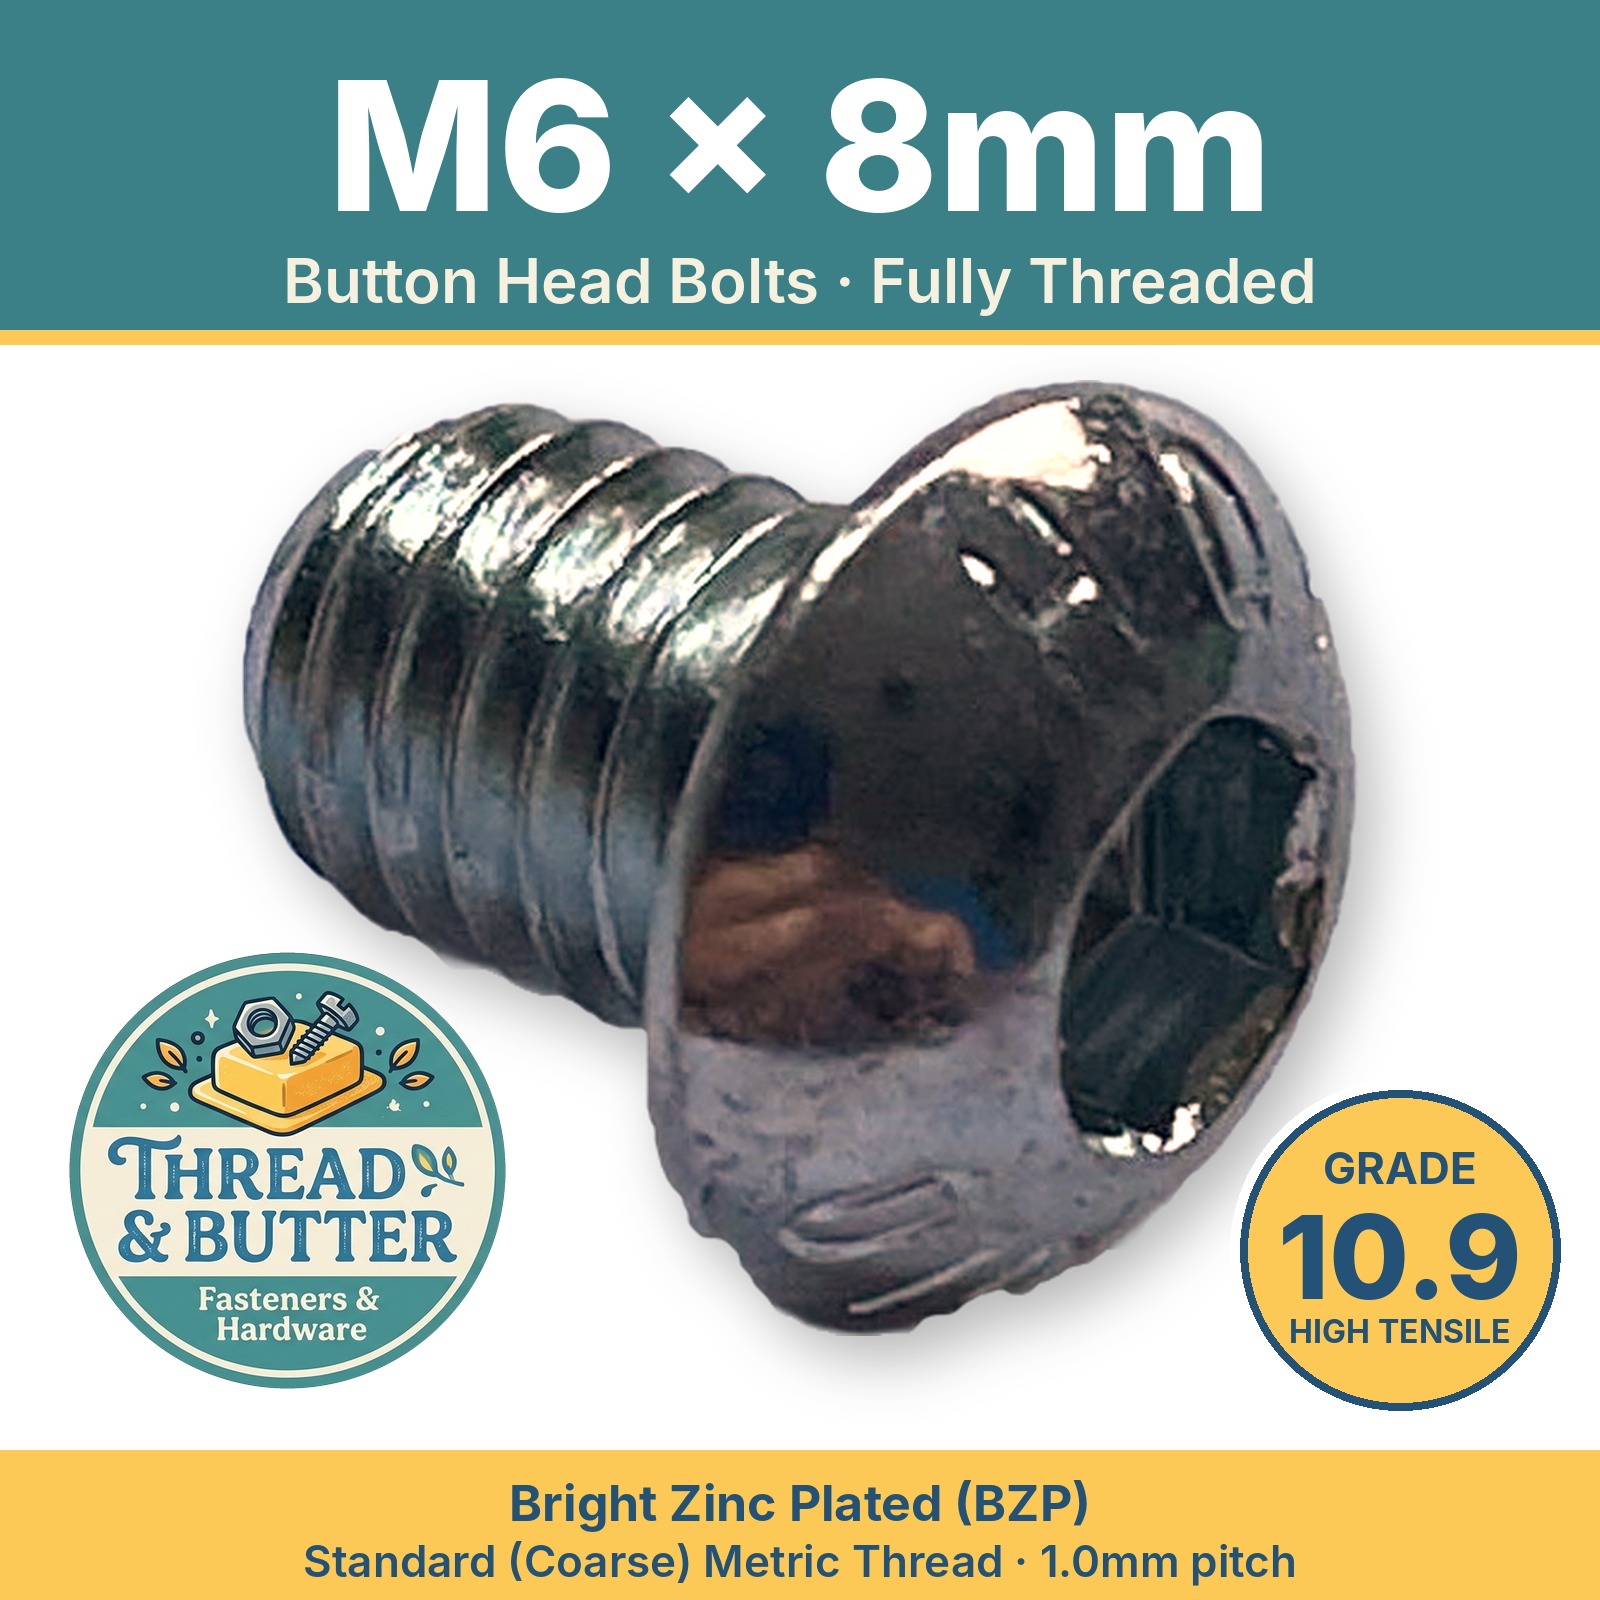 M6 × 8mm
Button Head Bolts · Fully Threaded
THREAD
& BUTTER
Fasteners &
Hardware
GRADE
10.9
HIGH TENSILE
Bright Zinc Plated (BZP)
Standard (Coarse) Metric Thread · 1.0mm pitch